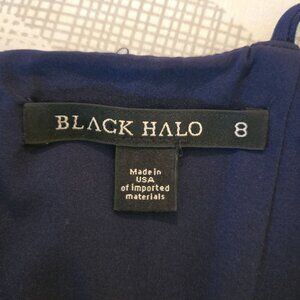 BLACK HALO 8
Made in
USA
of imported
materials